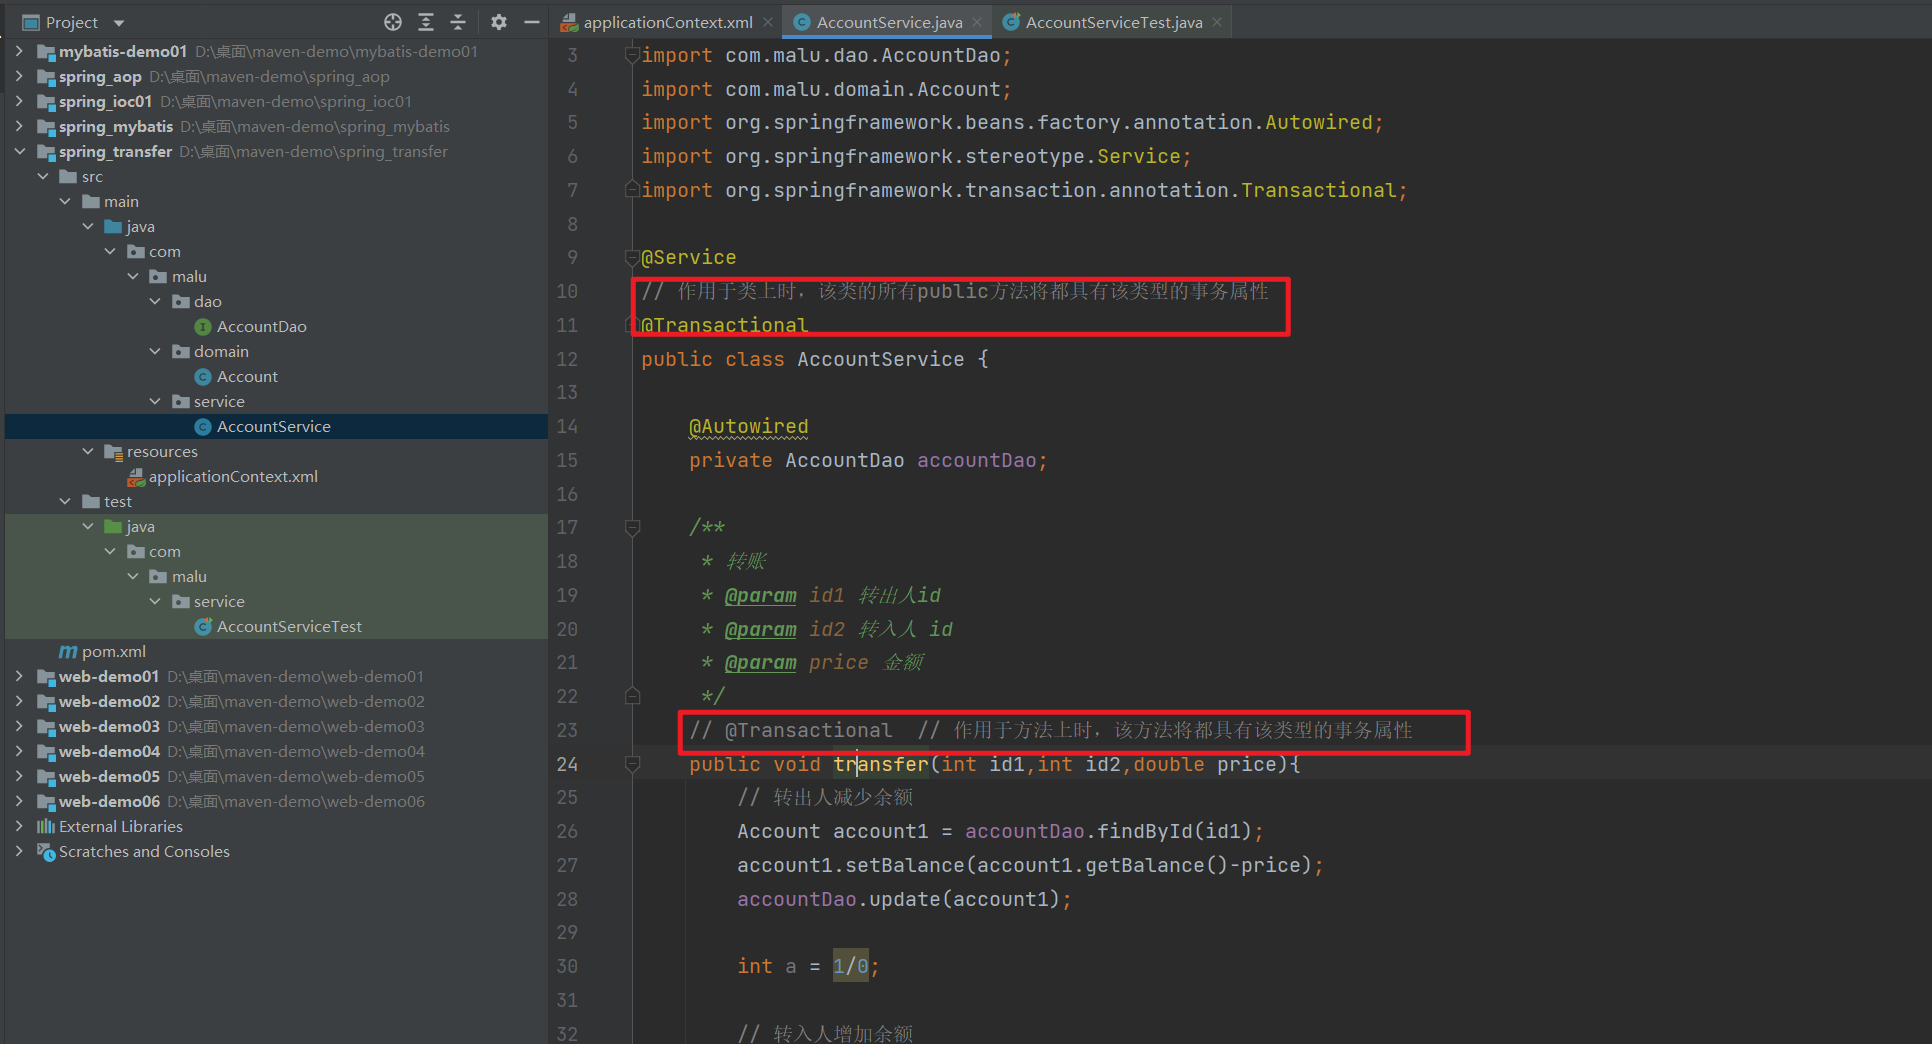 Project
applicationContext.xml
AccountService.java
AccountServiceTest.java
mybatis-demo01 D:\桌面\maven-demo\mybatis-demo01
spring_aop D:\桌面\maven-demo\spring_aop
spring_ioc01 D:\桌面\maven-demo\spring_ioc01
spring_mybatis D:\桌面\maven-demo\spring_mybatis
spring_transfer D:\桌面\maven-demo\spring_transfer
src
main
java
com
malu
dao
I AccountDao
domain
C Account
service
C AccountService
resources
applicationContext.xml
test
java
com
malu
service
C AccountServiceTest
m pom.xml
web-demo01 D:\桌面\maven-demo\web-demo01
web-demo02 D:\桌面\maven-demo\web-demo02
web-demo03 D:\桌面\maven-demo\web-demo03
web-demo04 D:\桌面\maven-demo\web-demo04
web-demo05 D:\桌面\maven-demo\web-demo05
web-demo06 D:\桌面\maven-demo\web-demo06
External Libraries
Scratches and Consoles
3 import com.malu.dao.AccountDao;
4 import com.malu.domain.Account;
5 import org.springframework.beans.factory.annotation.Autowired;
6 import org.springframework.stereotype.Service;
7 import org.springframework.transaction.annotation.Transactional;
8
9 @Service
10 // 作用于类上时，该类的所有public方法将都具有该类型的事务属性
11 @Transactional
12 public class AccountService {
13
14 @Autowired
15 private AccountDao accountDao;
16
17 /**
18 * 转账
19 * @param id1 转出人id
20 * @param id2 转入人 id
21 * @param price 金额
22 */
23 // @Transactional // 作用于方法上时，该方法将都具有该类型的事务属性
24 public void transfer(int id1,int id2,double price){
25 // 转出人减少余额
26 Account account1 = accountDao.findById(id1);
27 account1.setBalance(account1.getBalance()-price);
28 accountDao.update(account1);
29
30 int a = 1/0;
31
32 // 转入人增加余额